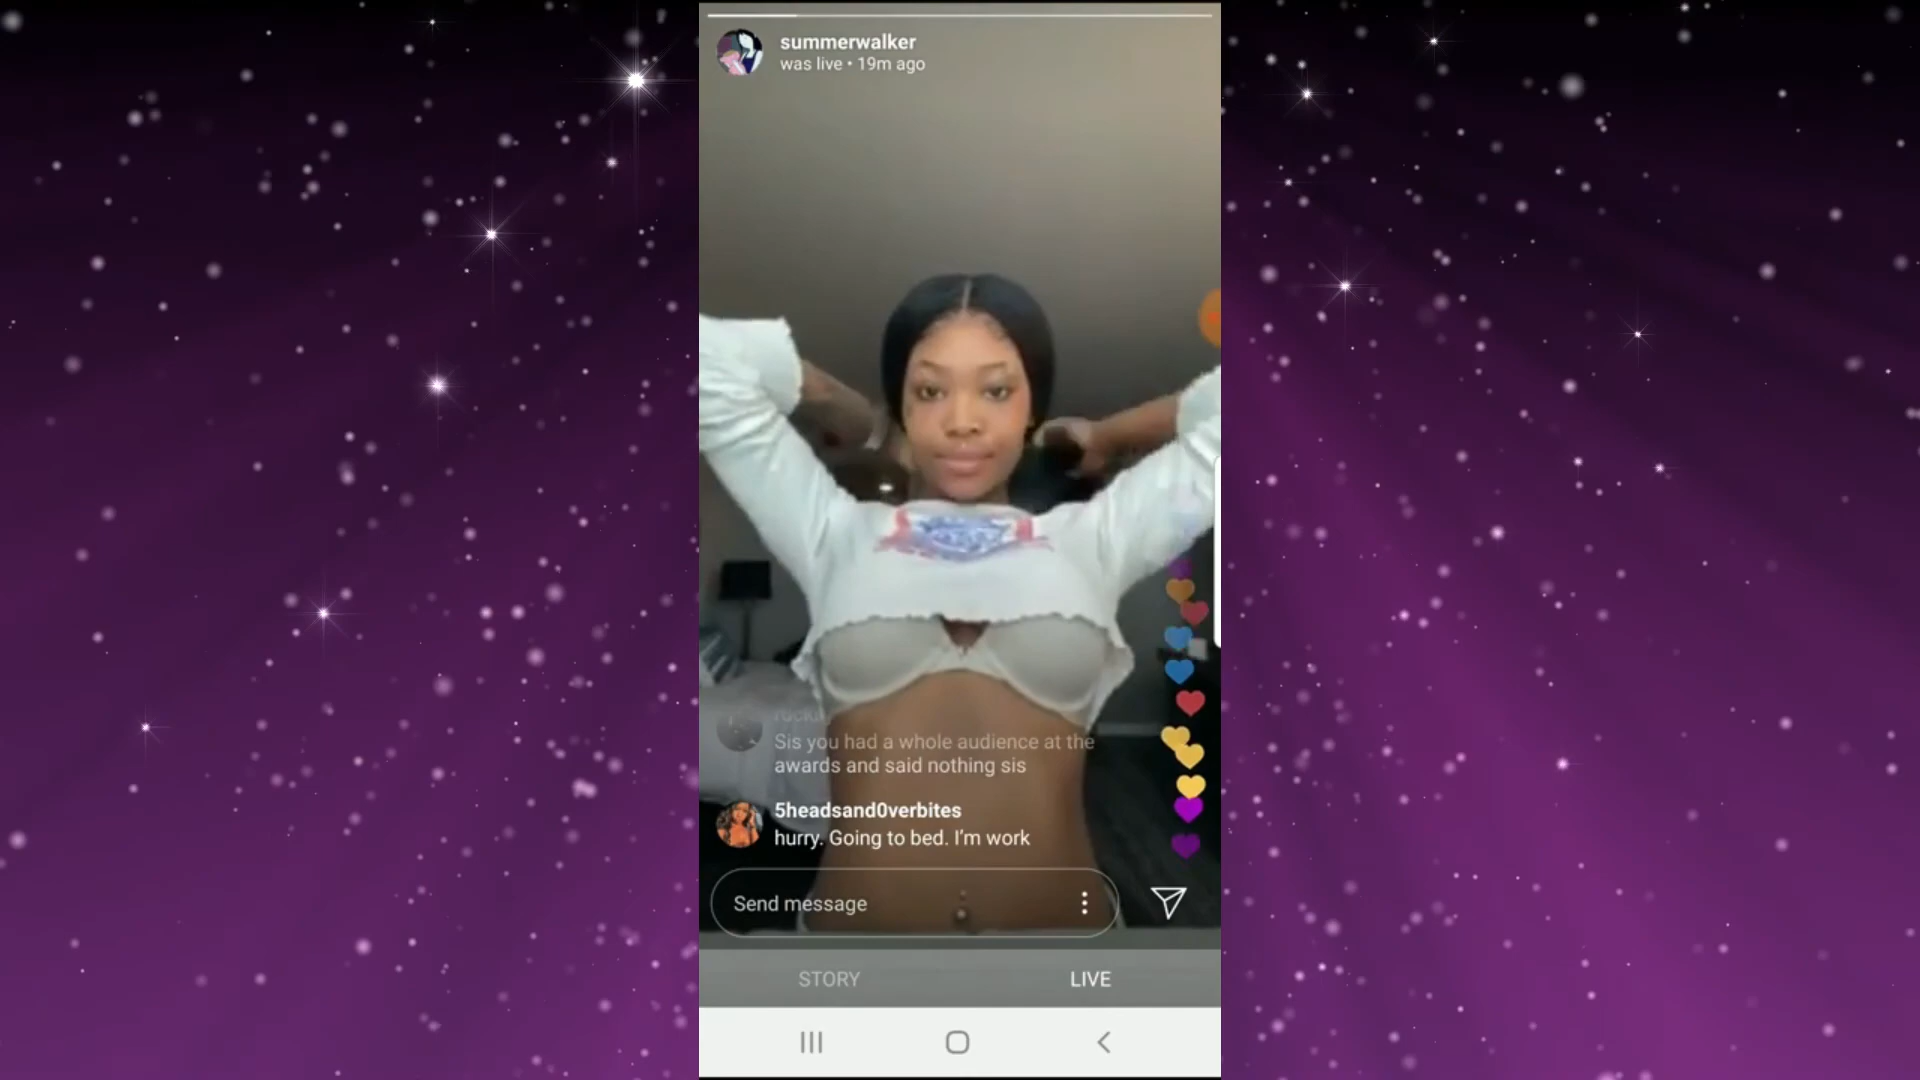 summerwalker
was live • 19m ago
Sis you had a whole audience at the
awards and said nothing sis
5headsand0verbites
hurry. Going to bed. I'm work
Send message
STORY
LIVE